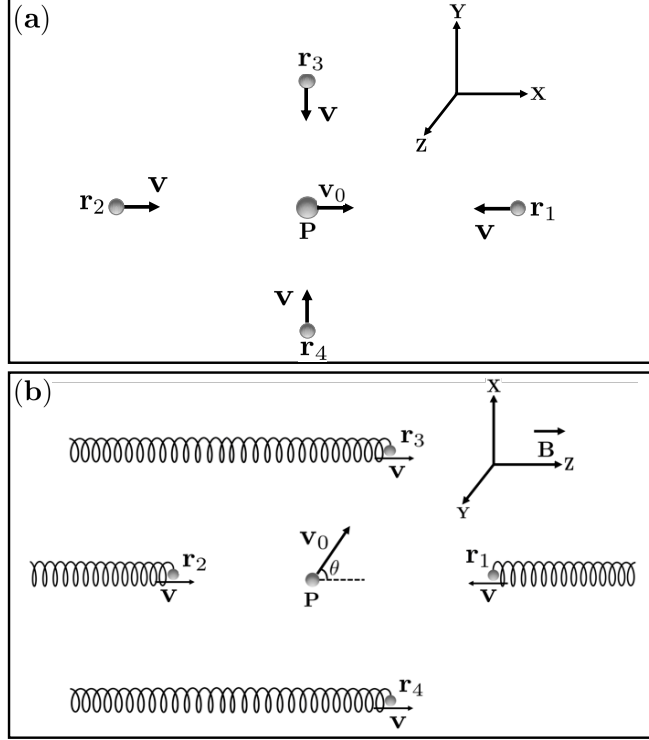 (a)
Y
r₃
X
v
Z
v
v₀
r₂
r₁
P
v
v
r₄
(b)
X
r₃
B
Z
v
Y
v₀
r₂
r₁
θ
v
P
v
r₄
v